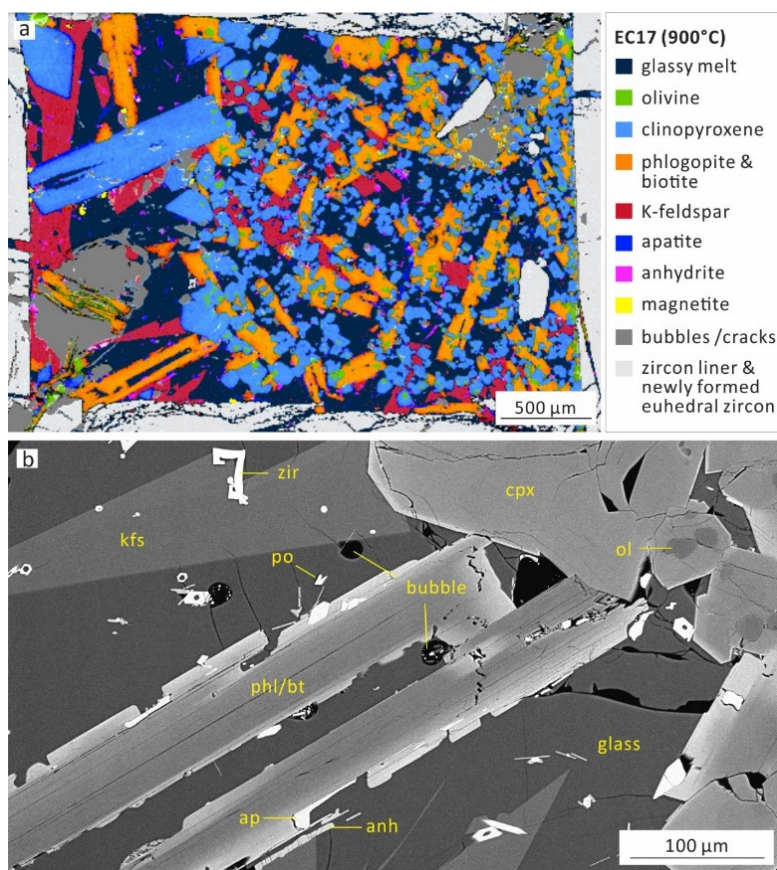 a
EC17 (900°C)
glassy melt
olivine
clinopyroxene
phlogopite &
biotite
K-feldspar
apatite
anhydrite
magnetite
bubbles /cracks
zircon liner &
newly formed
euhedral zircon
500 µm
b
zir
cpx
kfs
ol
po
bubble
phl/bt
glass
ap
anh
100 µm